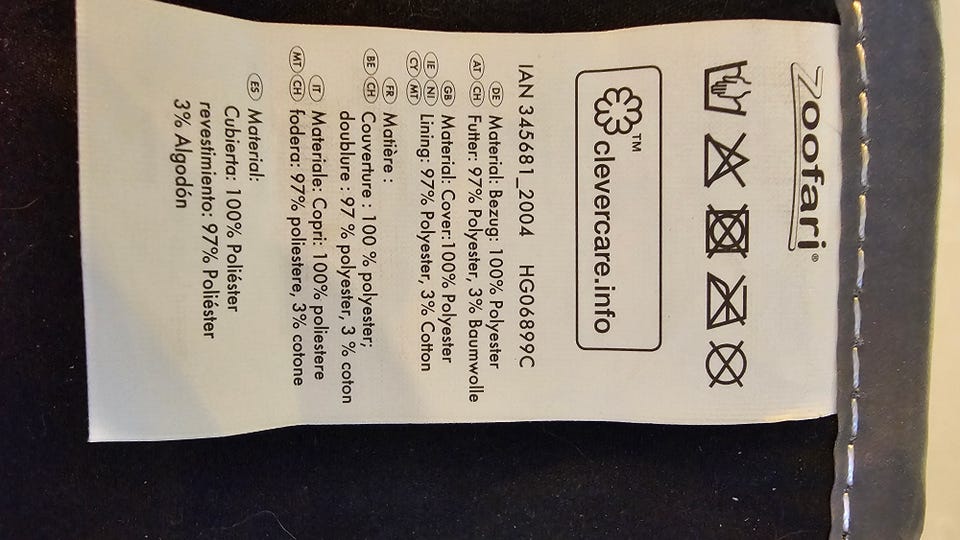 Zoofari®
clevercare.info™
IAN 345681_2004 HG06899C
DE Material: Bezug: 100% Polyester
AT CH Futter: 97% Polyester, 3% Baumwolle
GB Material: Cover:100% Polyester
IE NI Lining: 97% Polyester, 3% Cotton
CY MT
FR Matière :
BE CH Couverture : 100 % polyester;
doublure : 97 % polyester, 3 % coton
IT Materiale: Copri: 100% poliestere
MT CH fodera: 97% poliestere, 3% cotone
ES Material:
Cubierta: 100% Poliéster
revestimiento: 97% Poliéster
3% Algodón